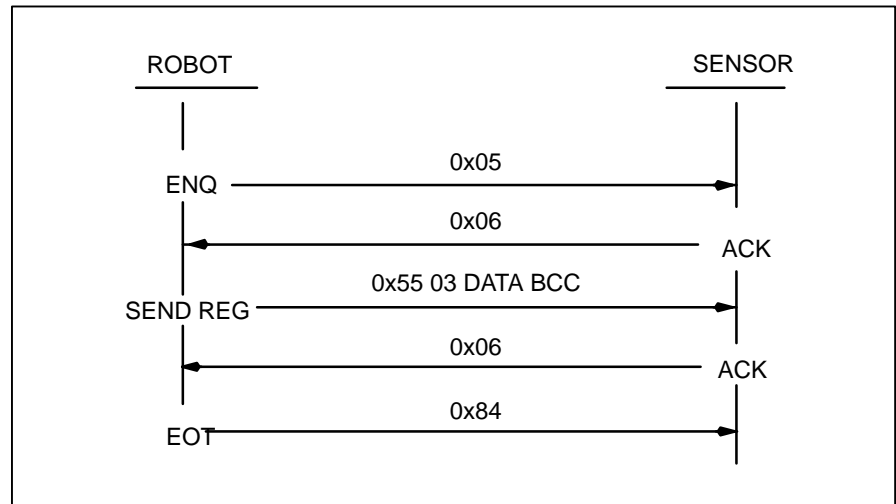 ROBOT
SENSOR
0x05
ENQ
0x06
ACK
0x55 03 DATA BCC
SEND REG
0x06
ACK
0x84
EOT